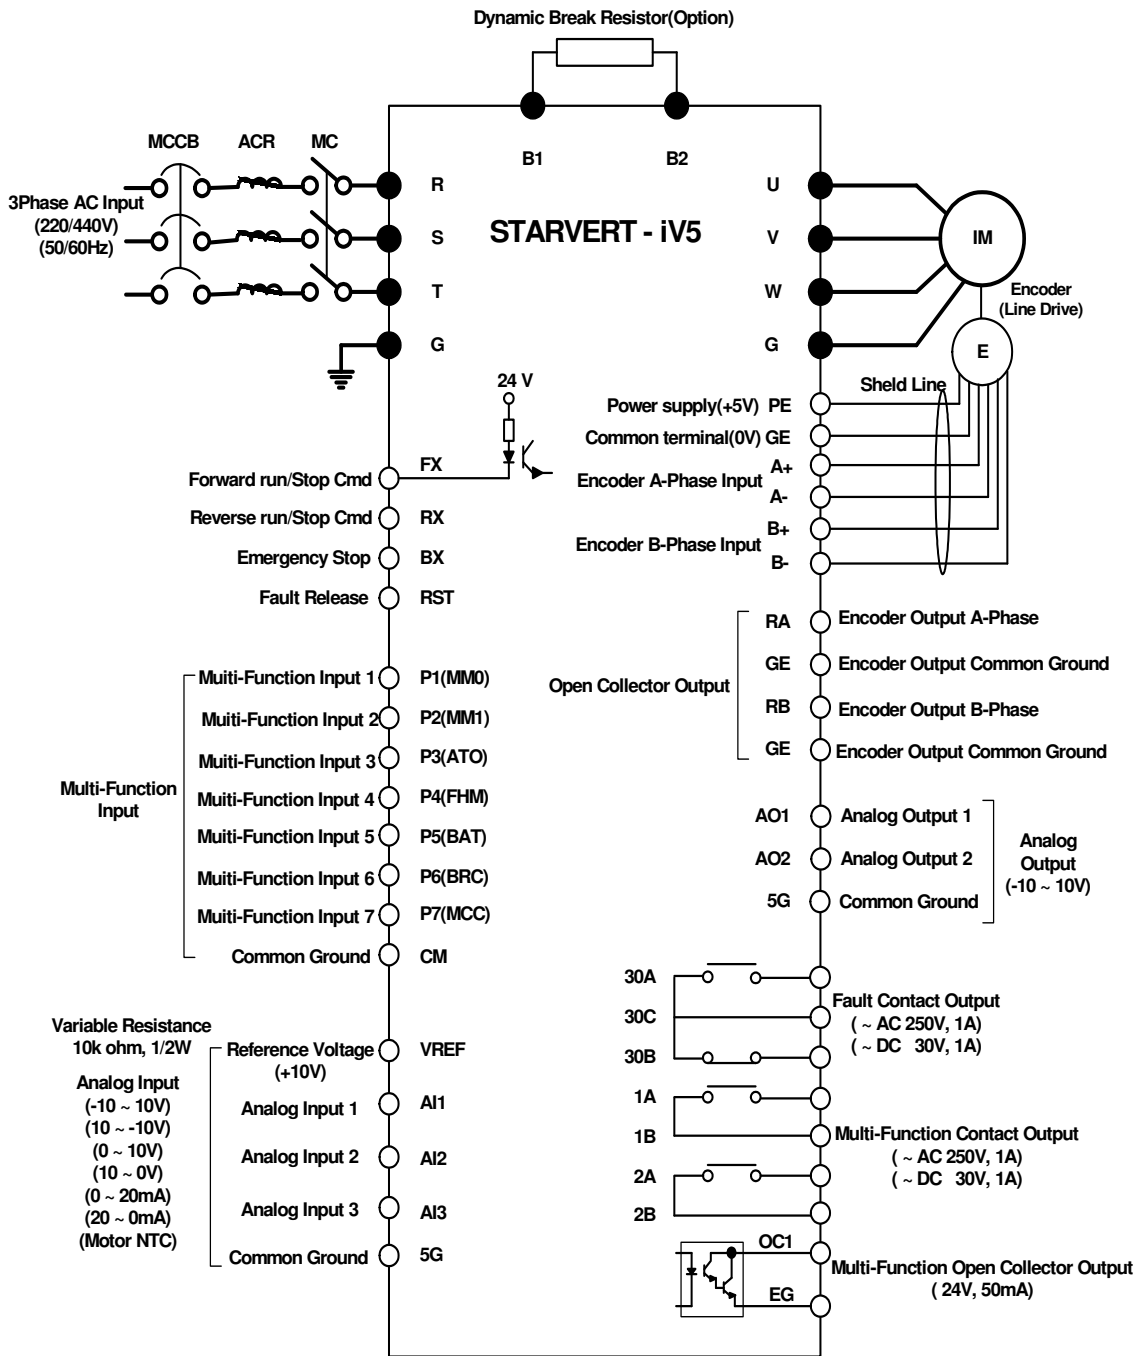 Dynamic Break Resistor(Option)
MCCB
ACR
MC
B1
B2
3Phase AC Input
(220/440V)
(50/60Hz)
R
S
T
G
STARVERT - iV5
U
V
W
G
IM
Encoder
(Line Drive)
E
Sheld Line
24 V
Power supply(+5V) PE
Common terminal(0V) GE
Encoder A-Phase Input
A+
A-
Encoder B-Phase Input
B+
B-
Forward run/Stop Cmd FX
Reverse run/Stop Cmd RX
Emergency Stop BX
Fault Release RST
Open Collector Output
RA Encoder Output A-Phase
GE Encoder Output Common Ground
RB Encoder Output B-Phase
GE Encoder Output Common Ground
Multi-Function
Input
Muiti-Function Input 1 P1(MM0)
Muiti-Function Input 2 P2(MM1)
Muiti-Function Input 3 P3(ATO)
Muiti-Function Input 4 P4(FHM)
Muiti-Function Input 5 P5(BAT)
Muiti-Function Input 6 P6(BRC)
Muiti-Function Input 7 P7(MCC)
Common Ground CM
AO1 Analog Output 1
AO2 Analog Output 2
5G Common Ground
Analog
Output
(-10 ~ 10V)
30A
30C
30B
Fault Contact Output
( ~ AC 250V, 1A)
( ~ DC 30V, 1A)
1A
1B
2A
2B
Multi-Function Contact Output
( ~ AC 250V, 1A)
( ~ DC 30V, 1A)
OC1
EG
Multi-Function Open Collector Output
( 24V, 50mA)
Variable Resistance
10k ohm, 1/2W
Analog Input
(-10 ~ 10V)
(10 ~ -10V)
(0 ~ 10V)
(10 ~ 0V)
(0 ~ 20mA)
(20 ~ 0mA)
(Motor NTC)
Reference Voltage VREF
(+10V)
Analog Input 1 AI1
Analog Input 2 AI2
Analog Input 3 AI3
Common Ground 5G